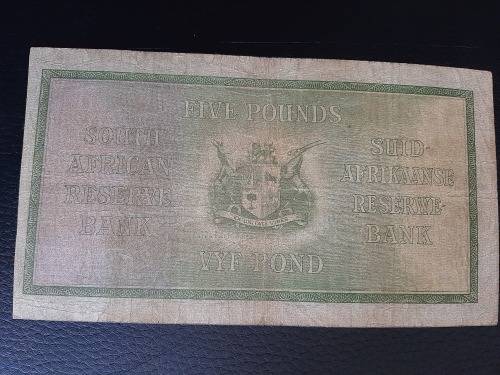 FIVE POUNDS
SOUTH
AFRICAN
RESERVE
BANK
SUID-
AFRIKAANSE
RESERWE-
BANK
VYF POND